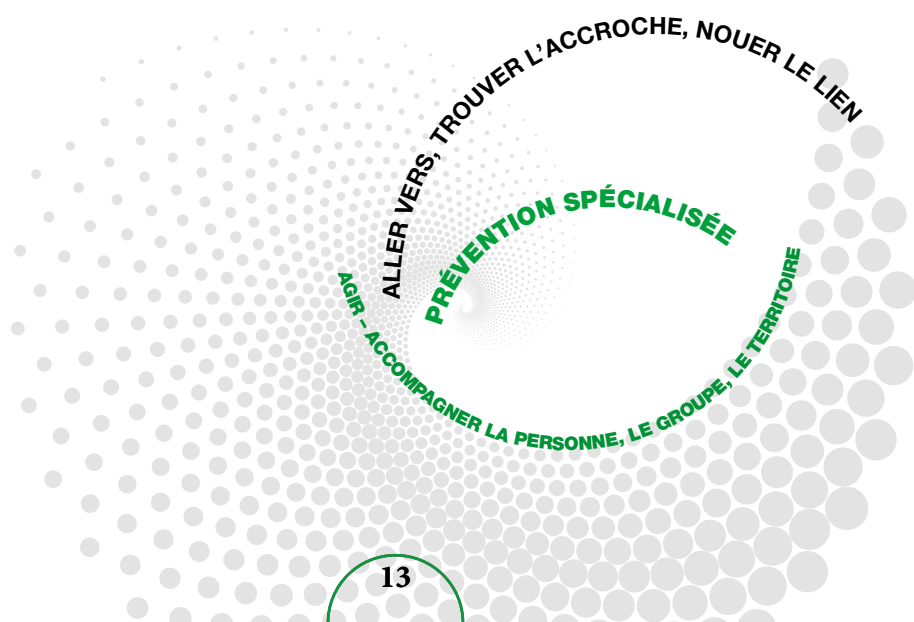 ALLER VERS, TROUVER L'ACCROCHE, NOUER LE LIEN
PRÉVENTION SPÉCIALISÉE
AGIR – ACCOMPAGNER LA PERSONNE, LE GROUPE, LE TERRITOIRE
13